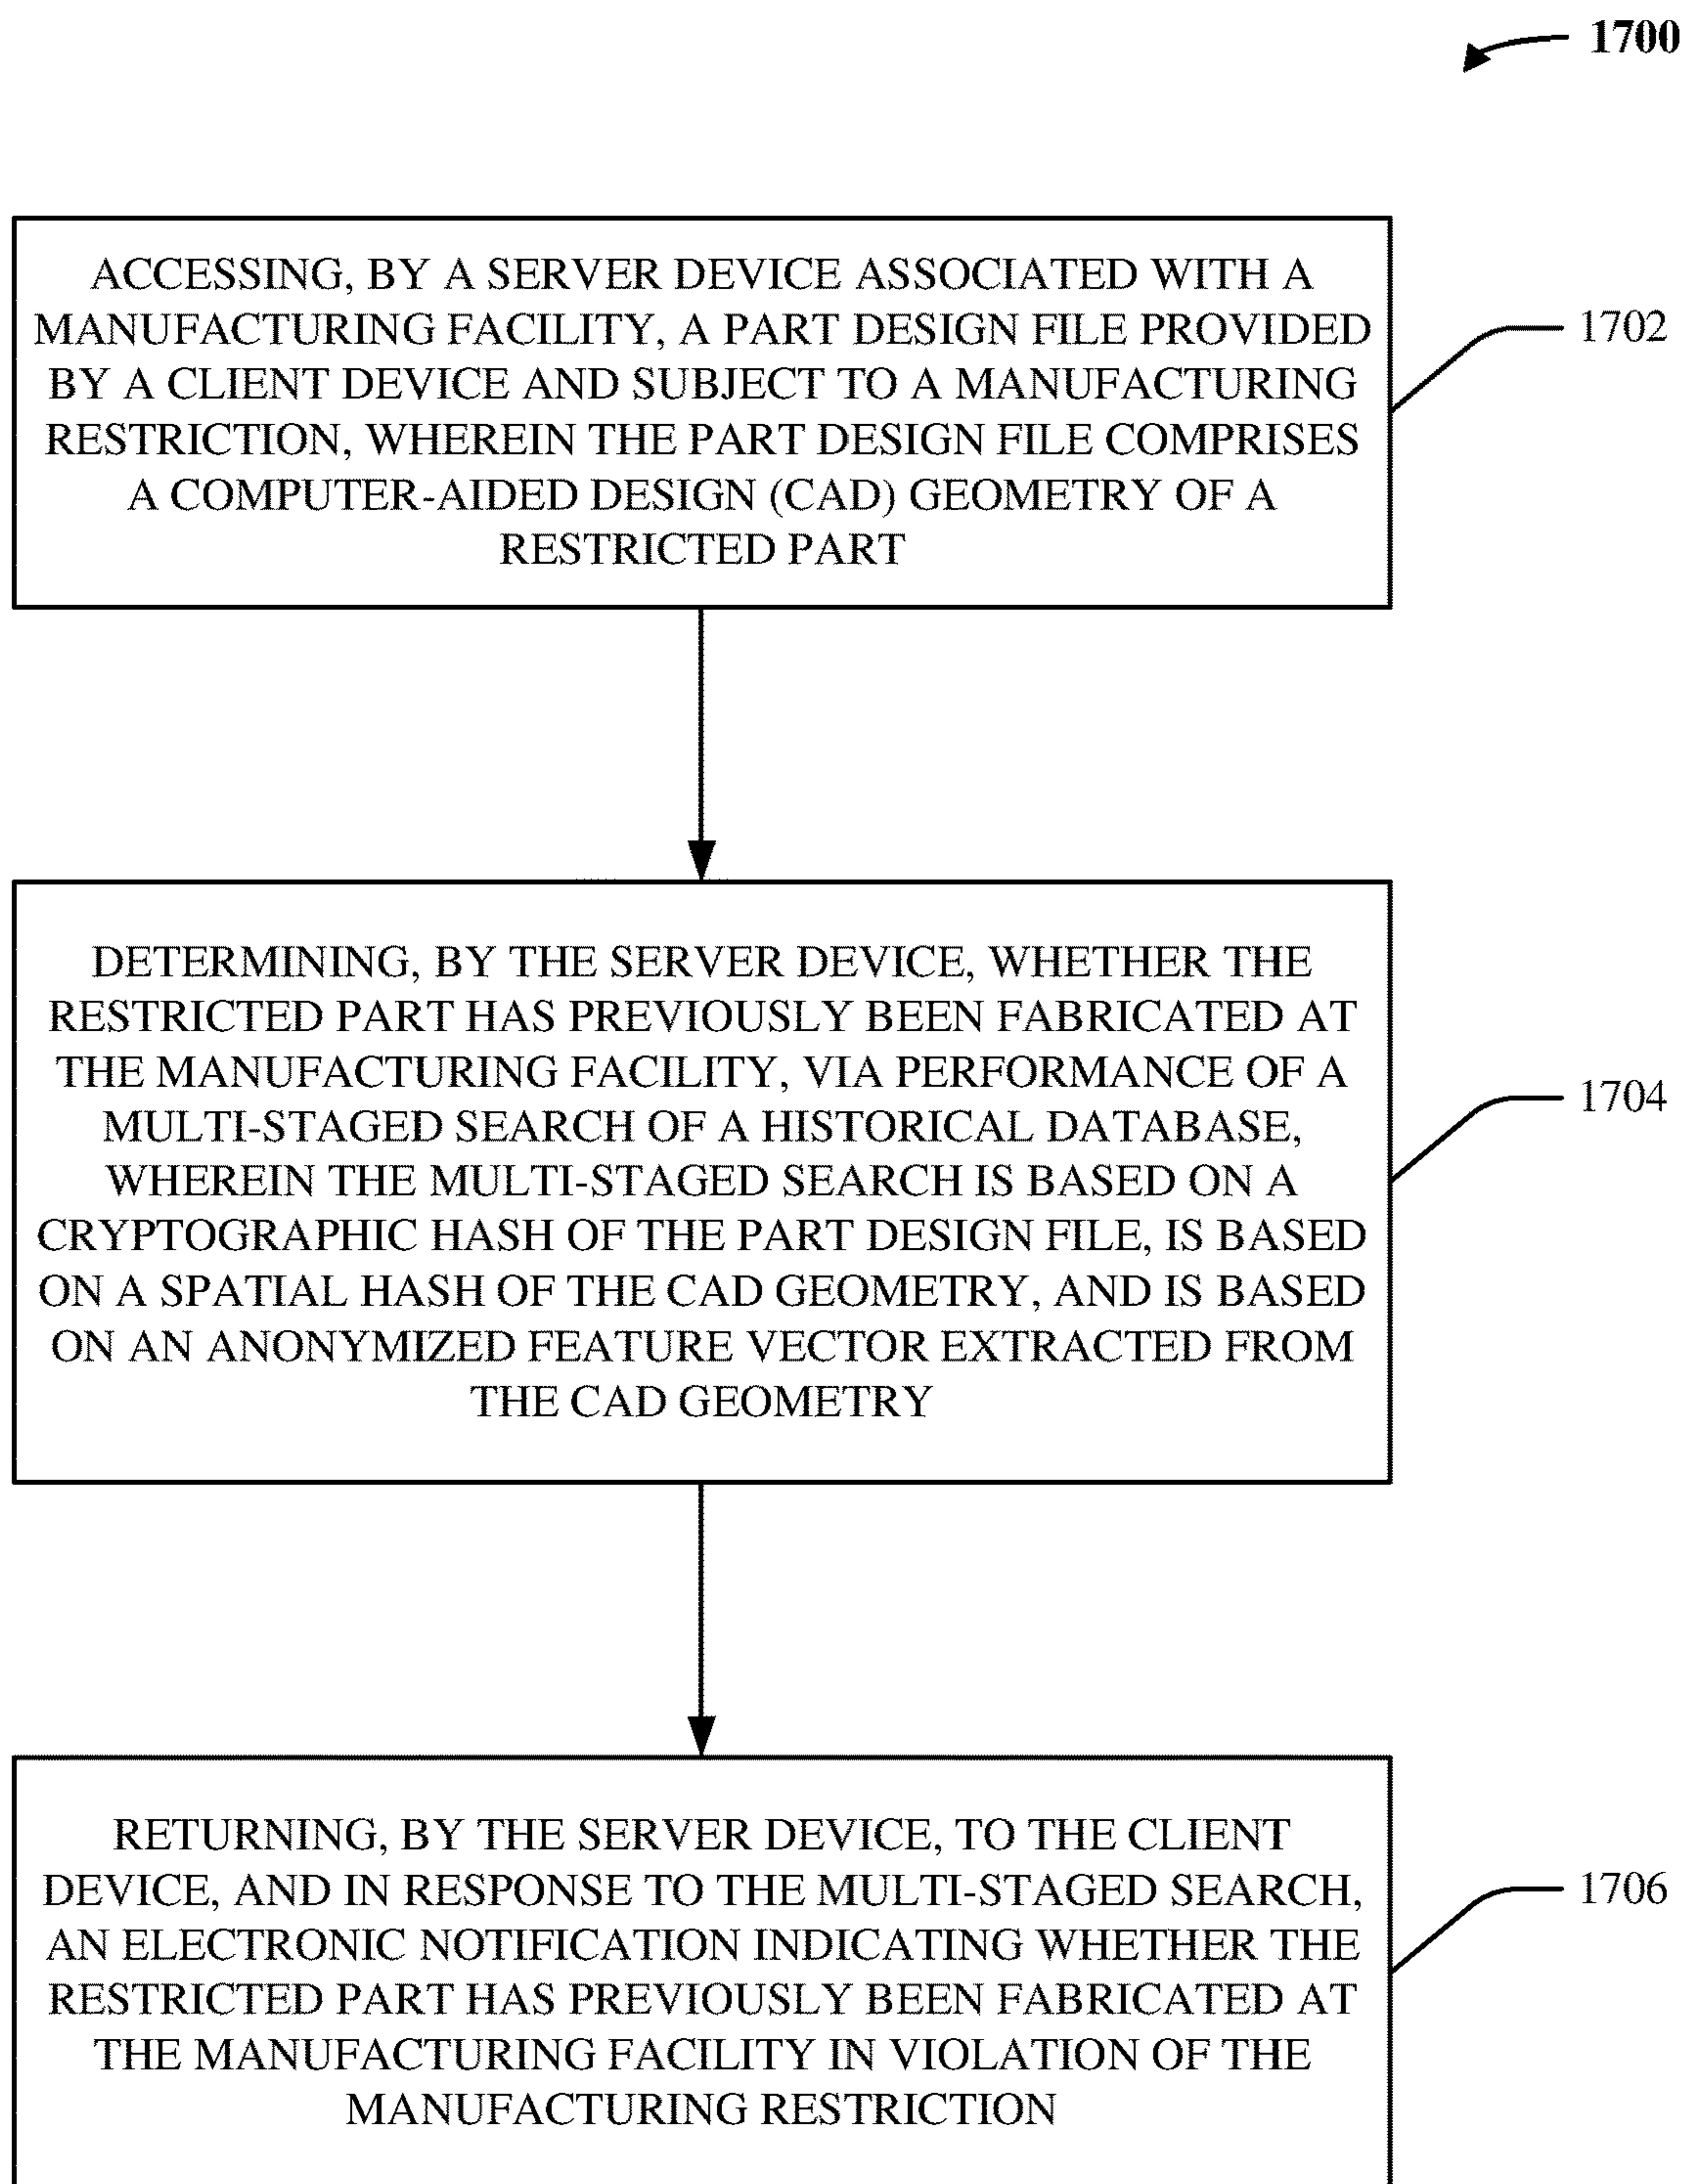 1700
ACCESSING, BY A SERVER DEVICE ASSOCIATED WITH A
MANUFACTURING FACILITY, A PART DESIGN FILE PROVIDED
BY A CLIENT DEVICE AND SUBJECT TO A MANUFACTURING
RESTRICTION, WHEREIN THE PART DESIGN FILE COMPRISES
A COMPUTER-AIDED DESIGN (CAD) GEOMETRY OF A
RESTRICTED PART
1702
DETERMINING, BY THE SERVER DEVICE, WHETHER THE
RESTRICTED PART HAS PREVIOUSLY BEEN FABRICATED AT
THE MANUFACTURING FACILITY, VIA PERFORMANCE OF A
MULTI-STAGED SEARCH OF A HISTORICAL DATABASE,
WHEREIN THE MULTI-STAGED SEARCH IS BASED ON A
CRYPTOGRAPHIC HASH OF THE PART DESIGN FILE, IS BASED
ON A SPATIAL HASH OF THE CAD GEOMETRY, AND IS BASED
ON AN ANONYMIZED FEATURE VECTOR EXTRACTED FROM
THE CAD GEOMETRY
1704
RETURNING, BY THE SERVER DEVICE, TO THE CLIENT
DEVICE, AND IN RESPONSE TO THE MULTI-STAGED SEARCH,
AN ELECTRONIC NOTIFICATION INDICATING WHETHER THE
RESTRICTED PART HAS PREVIOUSLY BEEN FABRICATED AT
THE MANUFACTURING FACILITY IN VIOLATION OF THE
MANUFACTURING RESTRICTION
1706